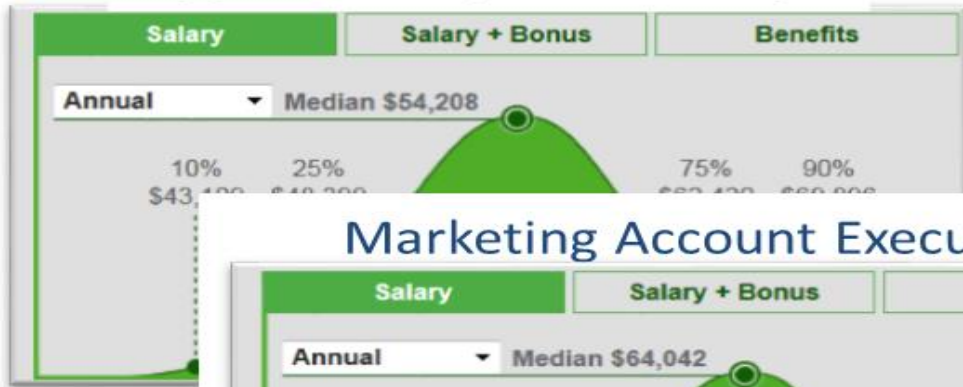 Salary Salary + Bonus Benefits
Annual Median $54,208
10% 25% 75% 90%
Marketing Account Execu
Salary Salary + Bonus
Annual Median $64,042